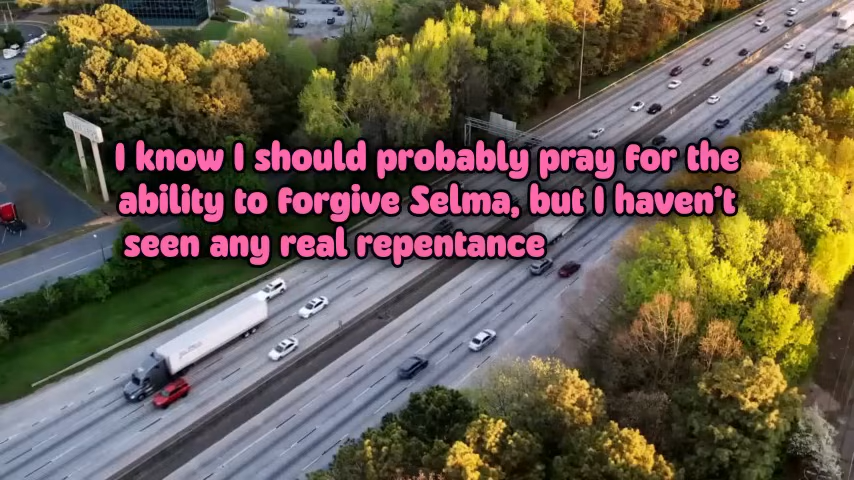 I know I should probably pray for the
ability to forgive Selma, but I haven't
seen any real repentance